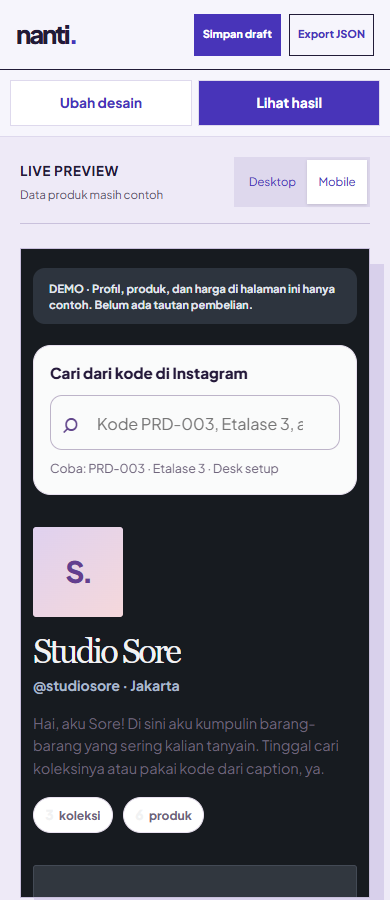 nanti.
Simpan draft
Export JSON
Ubah desain
Lihat hasil
LIVE PREVIEW
Data produk masih contoh
Desktop
Mobile
DEMO · Profil, produk, dan harga di halaman ini hanya
contoh. Belum ada tautan pembelian.
Cari dari kode di Instagram
Kode PRD-003, Etalase 3, a
Coba: PRD-003 · Etalase 3 · Desk setup
S.
Studio Sore
@studiosore · Jakarta
Hai, aku Sore! Di sini aku kumpulin barang-
barang yang sering kalian tanyain. Tinggal cari
koleksinya atau pakai kode dari caption, ya.
3 koleksi
6 produk